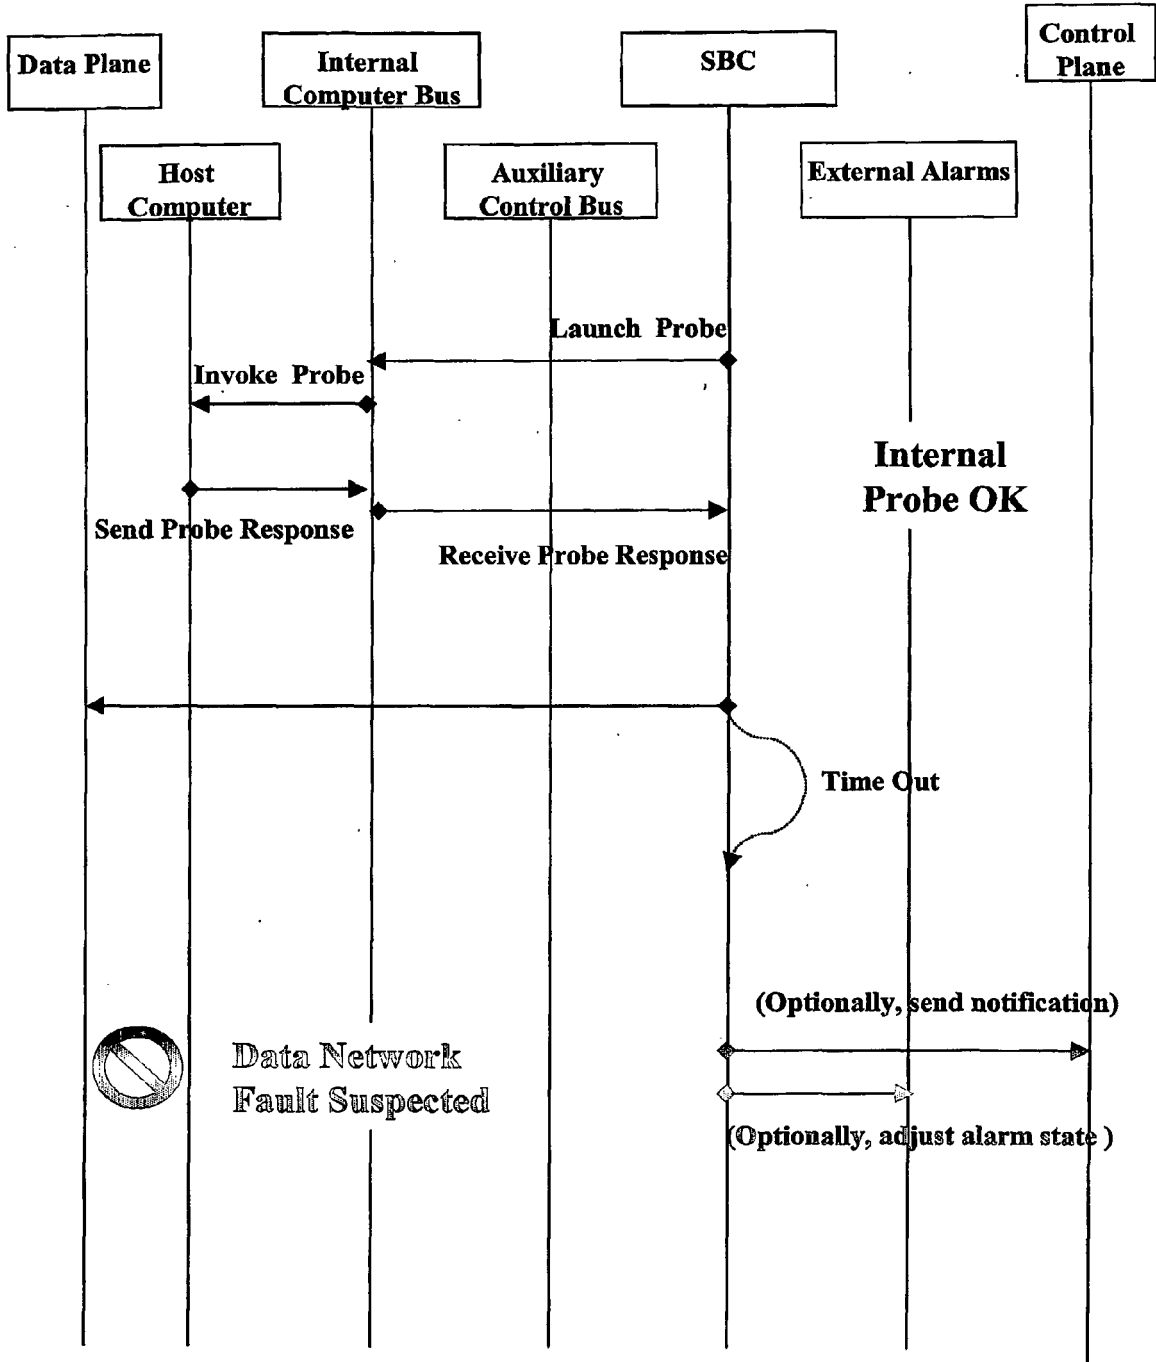 Data Plane
Internal
Computer Bus
SBC
Control
Plane
Host
Computer
Auxiliary
Control Bus
External Alarms
Launch Probe
Invoke Probe
Internal
Probe OK
Send Probe Response
Receive Probe Response
Time Out
(Optionally, send notification)
Data Network
Fault Suspected
(Optionally, adjust alarm state )